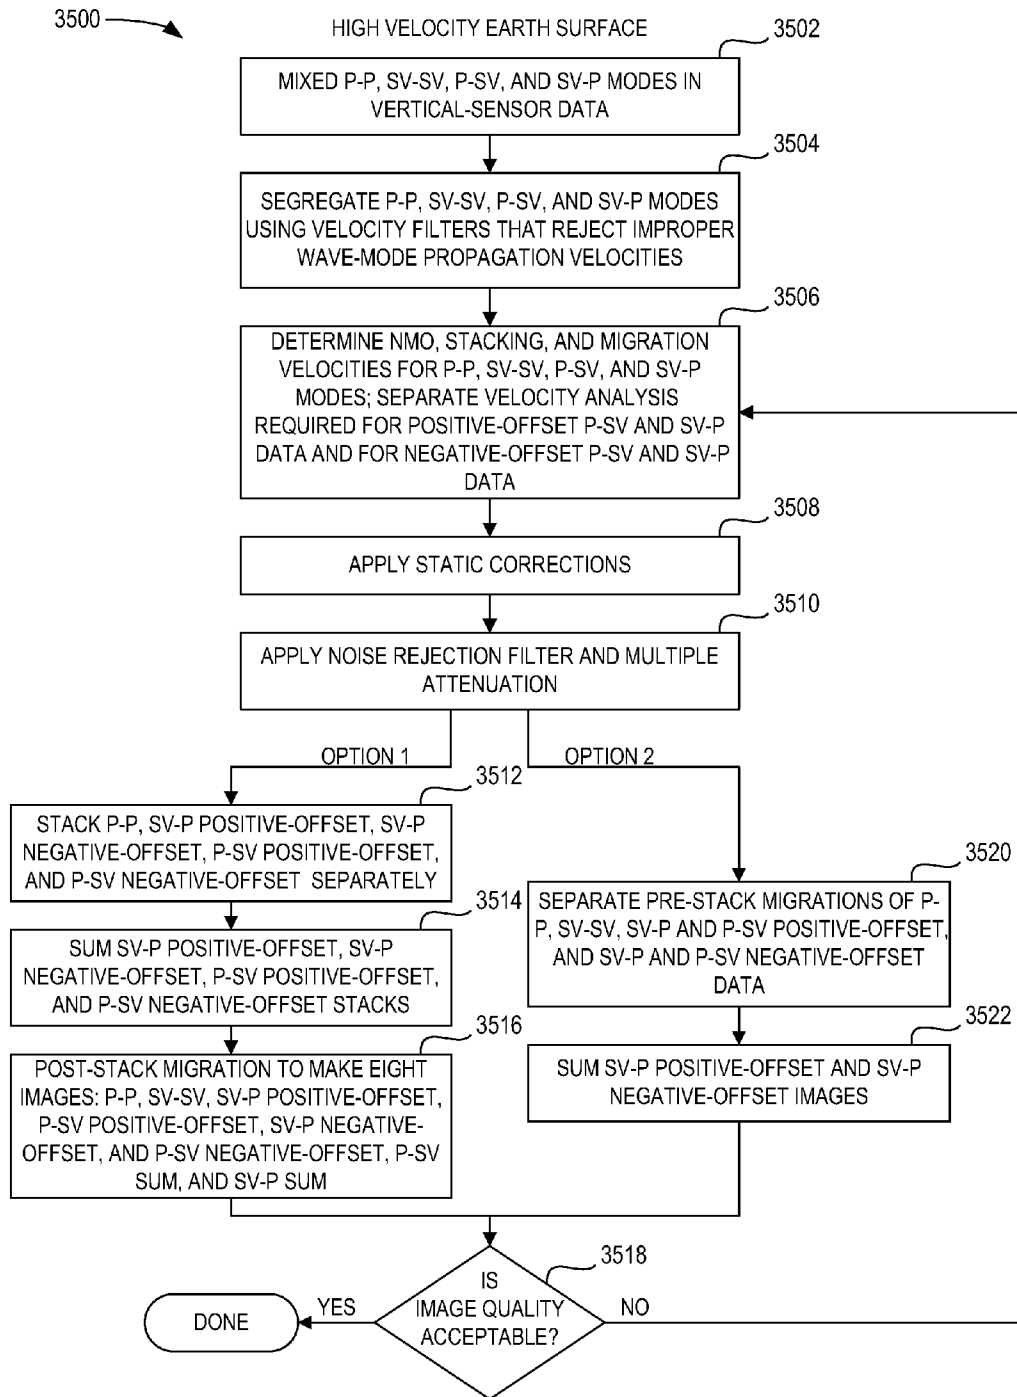 3500
HIGH VELOCITY EARTH SURFACE
3502
MIXED P-P, SV-SV, P-SV, AND SV-P MODES IN
VERTICAL-SENSOR DATA
3504
SEGREGATE P-P, SV-SV, P-SV, AND SV-P MODES
USING VELOCITY FILTERS THAT REJECT IMPROPER
WAVE-MODE PROPAGATION VELOCITIES
3506
DETERMINE NMO, STACKING, AND MIGRATION
VELOCITIES FOR P-P, SV-SV, P-SV, AND SV-P
MODES; SEPARATE VELOCITY ANALYSIS
REQUIRED FOR POSITIVE-OFFSET P-SV AND SV-P
DATA AND FOR NEGATIVE-OFFSET P-SV AND SV-P
DATA
3508
APPLY STATIC CORRECTIONS
3510
APPLY NOISE REJECTION FILTER AND MULTIPLE
ATTENUATION
OPTION 1
OPTION 2
3512
STACK P-P, SV-P POSITIVE-OFFSET, SV-P
NEGATIVE-OFFSET, P-SV POSITIVE-OFFSET,
AND P-SV NEGATIVE-OFFSET SEPARATELY
3514
SUM SV-P POSITIVE-OFFSET, SV-P
NEGATIVE-OFFSET, P-SV POSITIVE-OFFSET,
AND P-SV NEGATIVE-OFFSET STACKS
3516
POST-STACK MIGRATION TO MAKE EIGHT
IMAGES: P-P, SV-SV, SV-P POSITIVE-OFFSET,
P-SV POSITIVE-OFFSET, SV-P NEGATIVE-
OFFSET, AND P-SV NEGATIVE-OFFSET, P-SV
SUM, AND SV-P SUM
3520
SEPARATE PRE-STACK MIGRATIONS OF P-
P, SV-SV, SV-P AND P-SV POSITIVE-OFFSET,
AND SV-P AND P-SV NEGATIVE-OFFSET
DATA
3522
SUM SV-P POSITIVE-OFFSET AND SV-P
NEGATIVE-OFFSET IMAGES
3518
IS
IMAGE QUALITY
ACCEPTABLE?
YES
NO
DONE